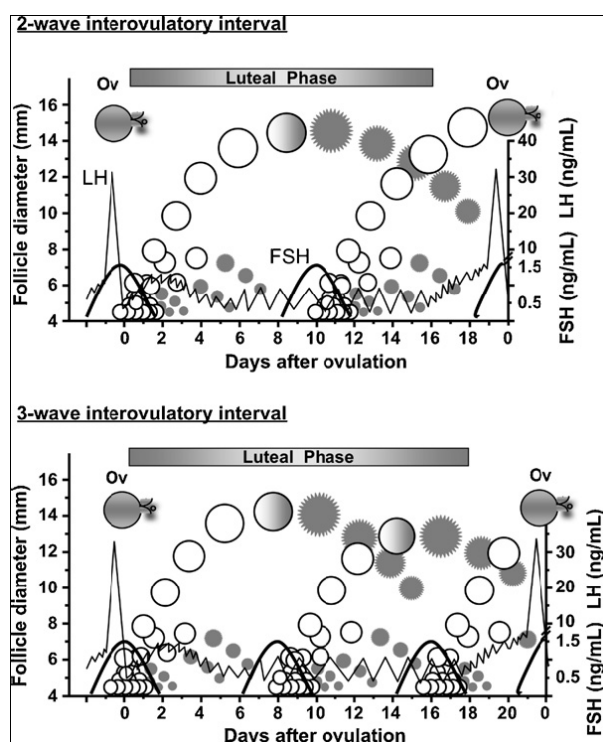 2-wave interovulatory interval
Luteal Phase
Ov
Ov
Follicle diameter (mm)
16
14
12
10
8
6
4
LH
FSH
40
30
20
10
1.5
0.5
FSH (ng/mL) LH (ng/mL)
0 2 4 6 8 10 12 14 16 18 0
Days after ovulation
3-wave interovulatory interval
Luteal Phase
Ov
Ov
Follicle diameter (mm)
16
14
12
10
8
6
4
30
20
10
1.5
0.5
FSH (ng/mL) LH (ng/mL)
0 2 4 6 8 10 12 14 16 18 20 0
Days after ovulation